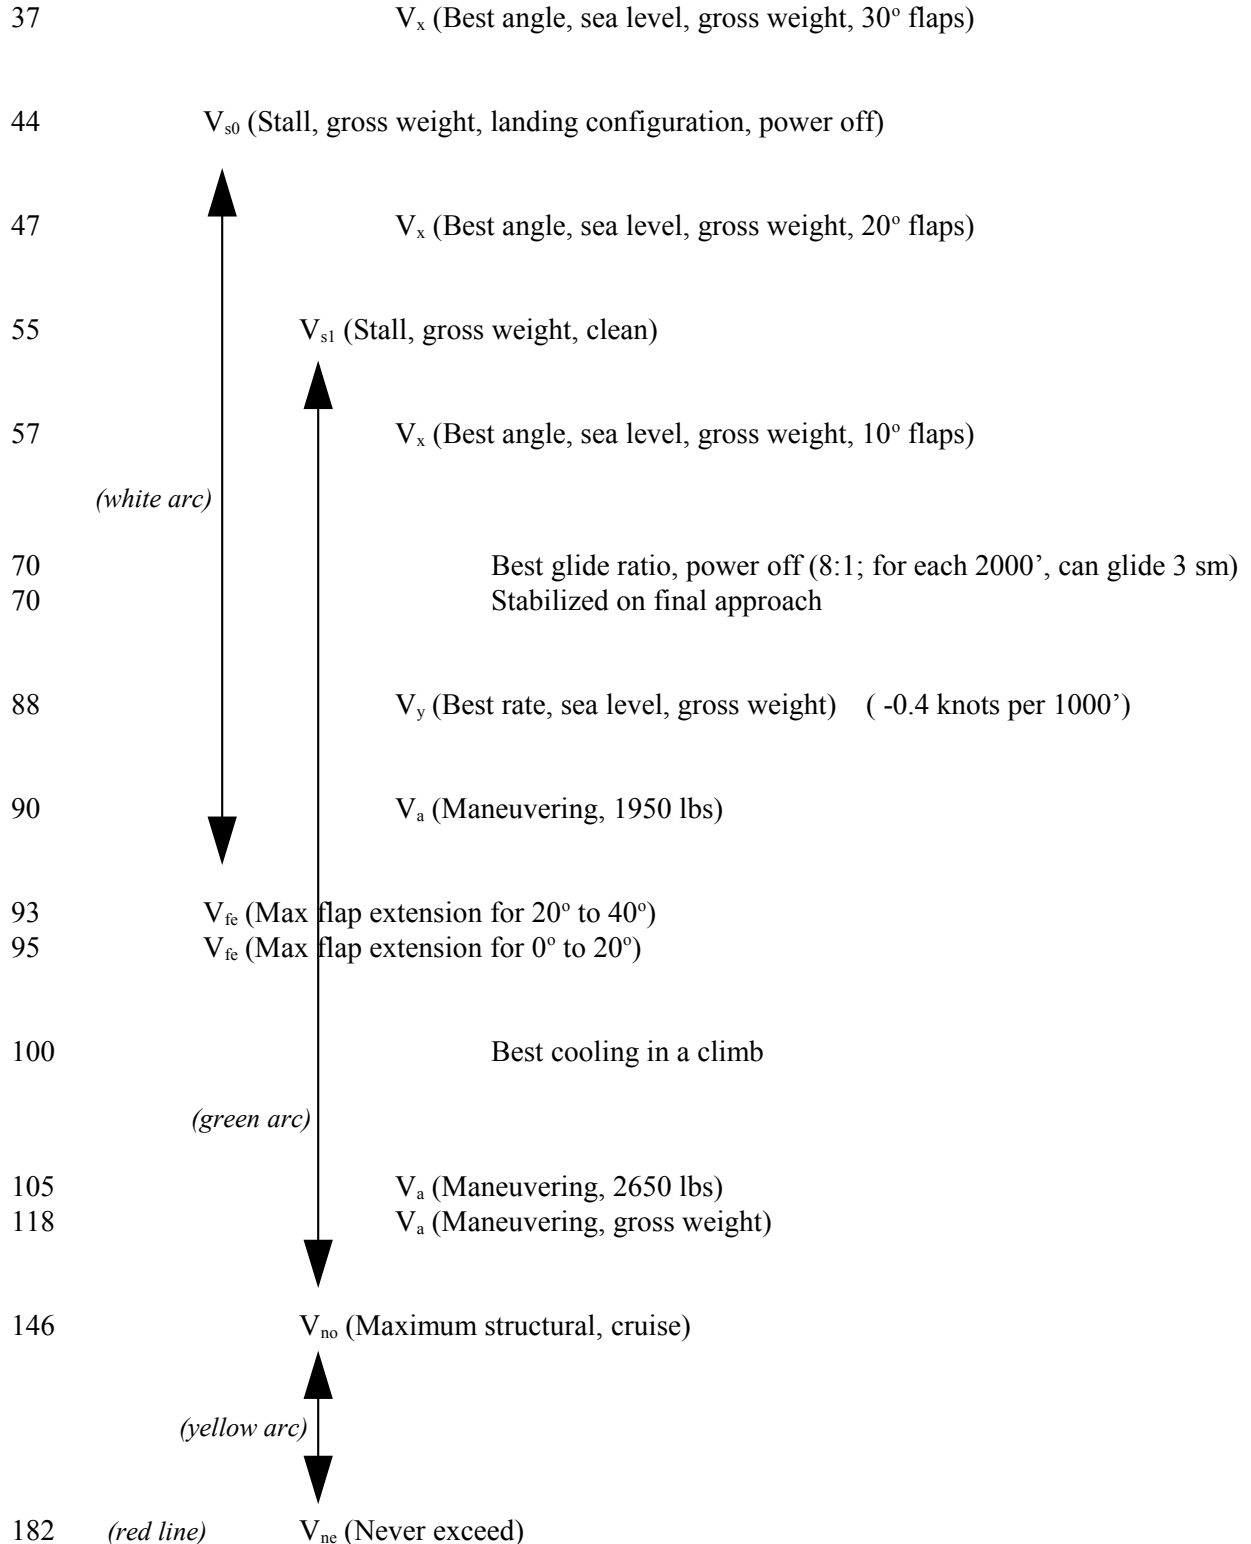 37 Vx (Best angle, sea level, gross weight, 30º flaps)
44 Vs0 (Stall, gross weight, landing configuration, power off)
47 Vx (Best angle, sea level, gross weight, 20º flaps)
55 Vs1 (Stall, gross weight, clean)
57 Vx (Best angle, sea level, gross weight, 10º flaps)
(white arc)
70 Best glide ratio, power off (8:1; for each 2000’, can glide 3 sm)
70 Stabilized on final approach
88 Vy (Best rate, sea level, gross weight) ( -0.4 knots per 1000’)
90 Va (Maneuvering, 1950 lbs)
93 Vfe (Max flap extension for 20º to 40º)
95 Vfe (Max flap extension for 0º to 20º)
100 Best cooling in a climb
(green arc)
105 Va (Maneuvering, 2650 lbs)
118 Va (Maneuvering, gross weight)
146 Vno (Maximum structural, cruise)
(yellow arc)
182 (red line) Vne (Never exceed)